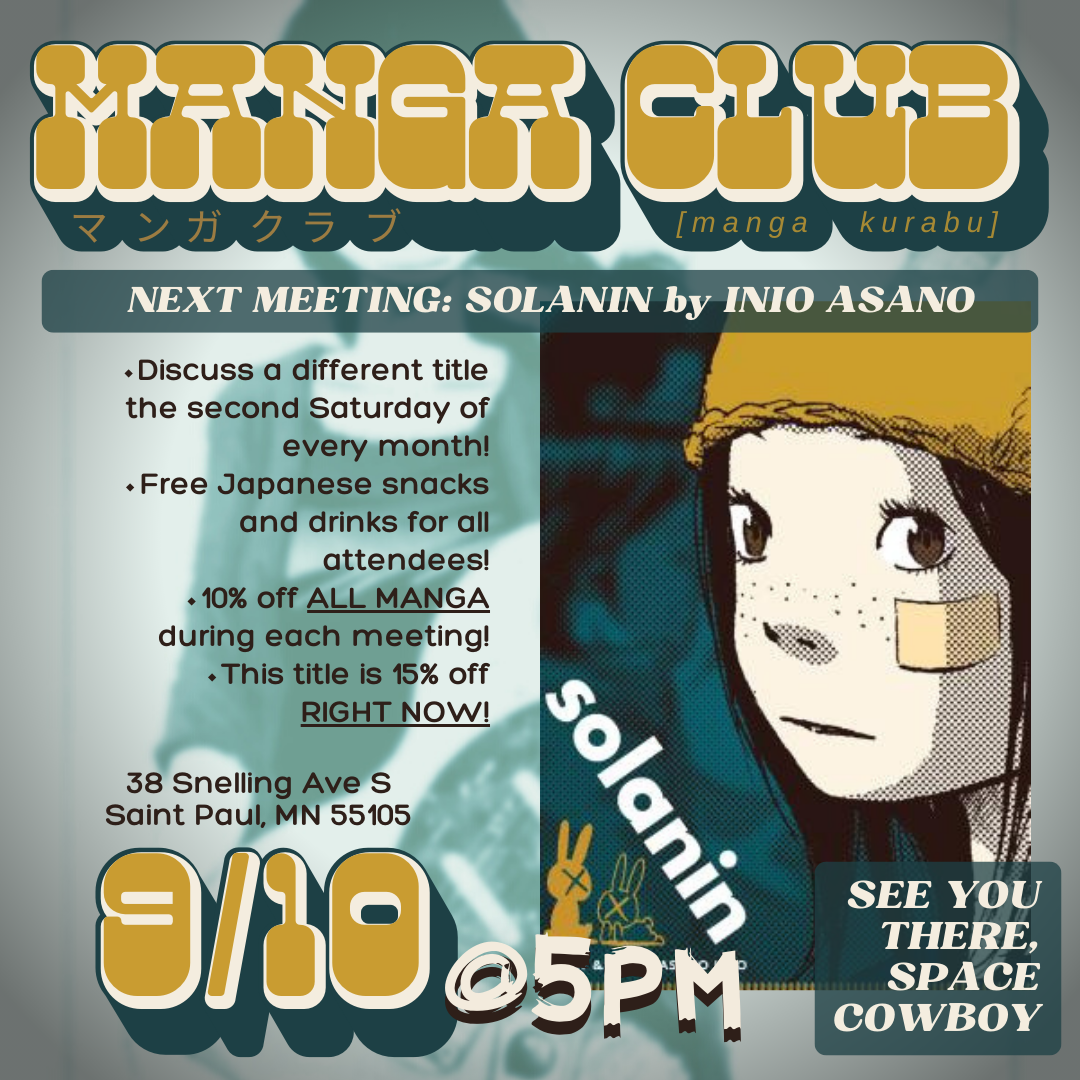 MANGA CLUB
マンガクラブ [manga kurabu]
NEXT MEETING: SOLANIN by INIO ASANO
• Discuss a different title
the second Saturday of
every month!
• Free Japanese snacks
and drinks for all
attendees!
• 10% off ALL MANGA
during each meeting!
• This title is 15% off
RIGHT NOW!
38 Snelling Ave S
Saint Paul, MN 55105
9/10 @5PM
solanin
SEE YOU
THERE,
SPACE
COWBOY